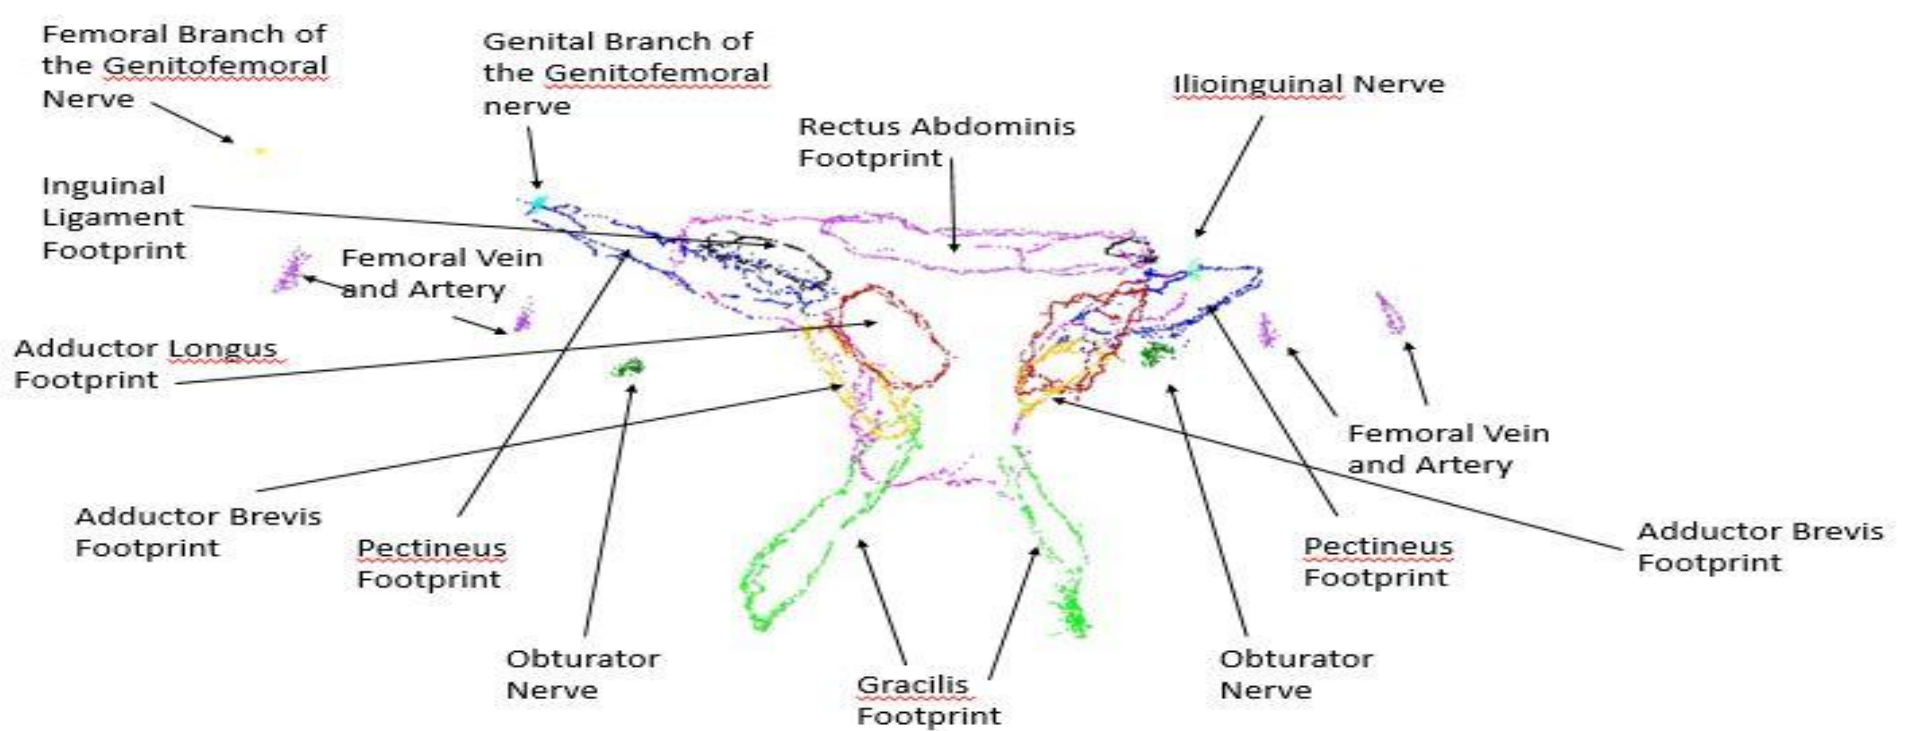 Femoral Branch of
the Genitofemoral
Nerve
Genital Branch of
the Genitofemoral
nerve
Ilioinguinal Nerve
Rectus Abdominis
Footprint
Inguinal
Ligament
Footprint
Femoral Vein
and Artery
Adductor Longus
Footprint
Femoral Vein
and Artery
Adductor Brevis
Footprint
Pectineus
Footprint
Pectineus
Footprint
Adductor Brevis
Footprint
Obturator
Nerve
Gracilis
Footprint
Obturator
Nerve